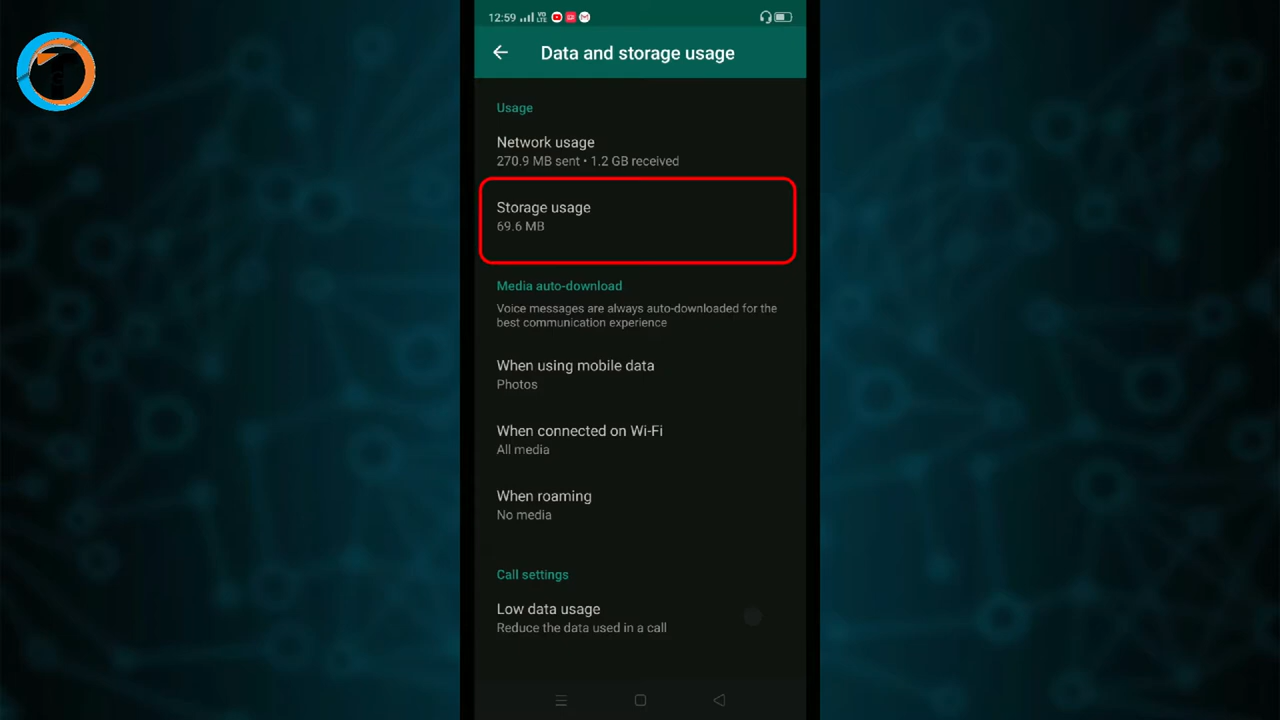 12:59 VO LTE
Data and storage usage
Usage
Network usage
270.9 MB sent • 1.2 GB received
Storage usage
69.6 MB
Media auto-download
Voice messages are always auto-downloaded for the
best communication experience
When using mobile data
Photos
When connected on Wi-Fi
All media
When roaming
No media
Call settings
Low data usage
Reduce the data used in a call